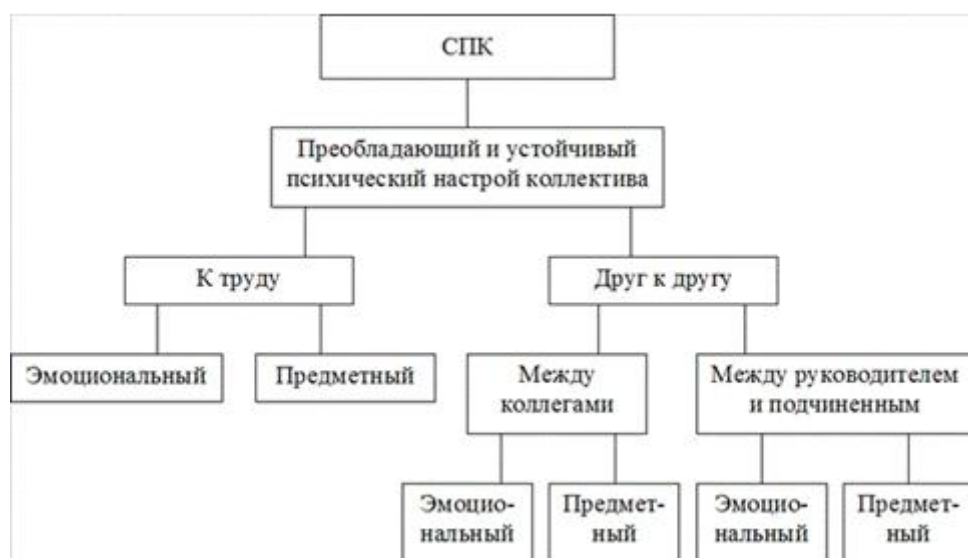 СПК
Преобладающий и устойчивый
психический настрой коллектива
К труду
Друг к другу
Эмоциональный
Предметный
Между
коллегами
Между руководителем
и подчиненным
Эмоцио-
нальный
Предмет-
ный
Эмоцио-
нальный
Предмет-
ный